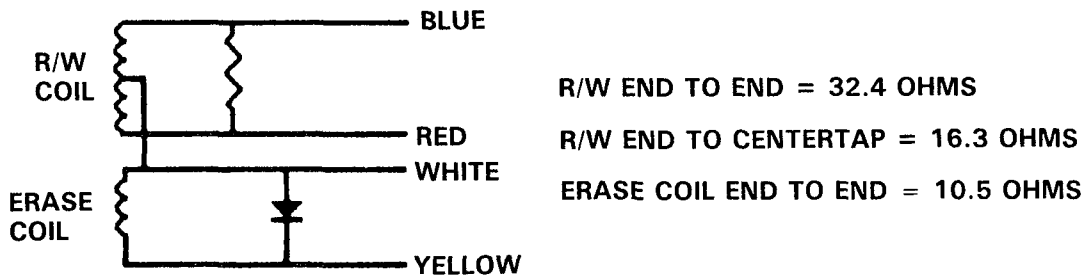 BLUE
R/W
COIL
RED
WHITE
ERASE
COIL
YELLOW
R/W END TO END = 32.4 OHMS
R/W END TO CENTERTAP = 16.3 OHMS
ERASE COIL END TO END = 10.5 OHMS